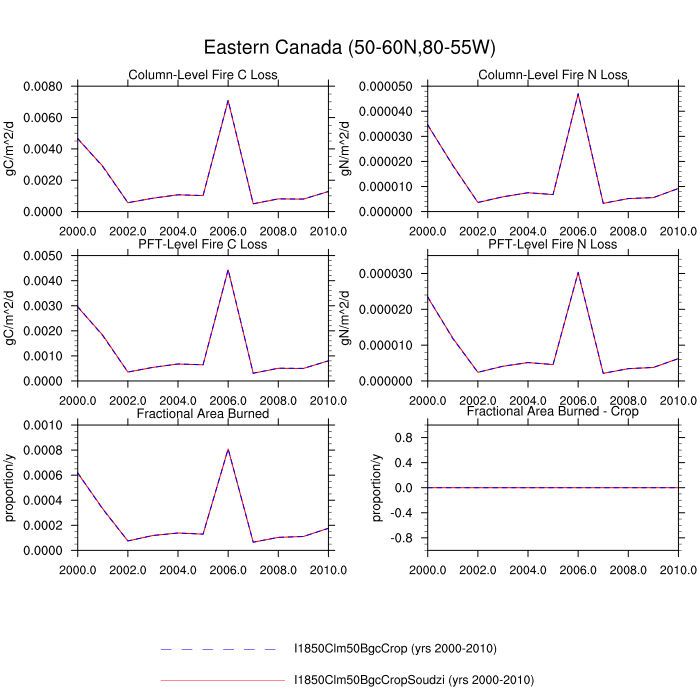 Eastern Canada (50-60N,80-55W)
Column-Level Fire C Loss
gC/m^2/d
0.0080
0.0060
0.0040
0.0020
0.0000
2000.0 2002.0 2004.0 2006.0 2008.0 2010.0
Column-Level Fire N Loss
gN/m^2/d
0.000050
0.000040
0.000030
0.000020
0.000010
0.000000
2000.0 2002.0 2004.0 2006.0 2008.0 2010.0
PFT-Level Fire C Loss
gC/m^2/d
0.0050
0.0040
0.0030
0.0020
0.0010
0.0000
2000.0 2002.0 2004.0 2006.0 2008.0 2010.0
PFT-Level Fire N Loss
gN/m^2/d
0.000030
0.000020
0.000010
0.000000
2000.0 2002.0 2004.0 2006.0 2008.0 2010.0
Fractional Area Burned
proportion/y
0.0010
0.0008
0.0006
0.0004
0.0002
0.0000
2000.0 2002.0 2004.0 2006.0 2008.0 2010.0
Fractional Area Burned - Crop
proportion/y
0.8
0.4
0.0
-0.4
-0.8
2000.0 2002.0 2004.0 2006.0 2008.0 2010.0
I1850Clm50BgcCrop (yrs 2000-2010)
I1850Clm50BgcCropSoudzi (yrs 2000-2010)